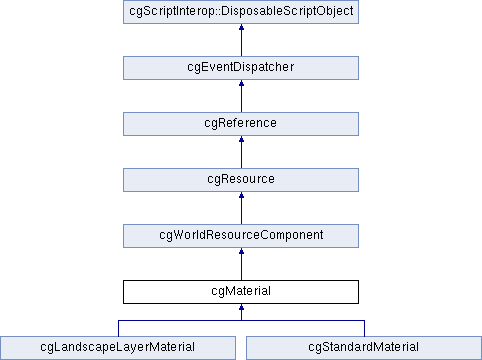 cgScriptInterop::DisposableScriptObject
cgEventDispatcher
cgReference
cgResource
cgWorldResourceComponent
cgMaterial
cgLandscapeLayerMaterial
cgStandardMaterial